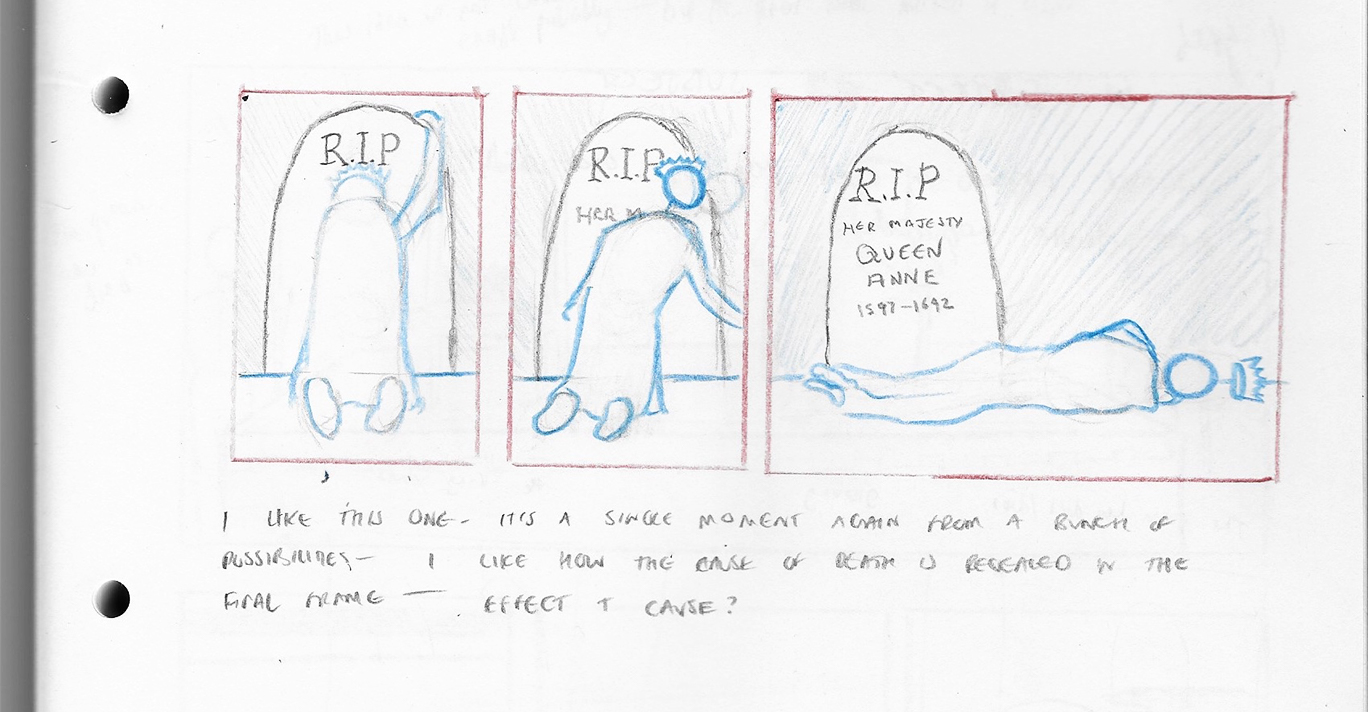 R.I.P
R.I.P
HER M
R.I.P
HER MAJESTY
QUEEN
ANNE
1597-1692
I LIKE THIS ONE - IT'S A SINGLE MOMENT AGAIN FROM A BUNCH OF
POSSIBILITIES - I LIKE HOW THE CAUSE OF DEATH IS REVEALED IN THE
FINAL FRAME — EFFECT & CAUSE?